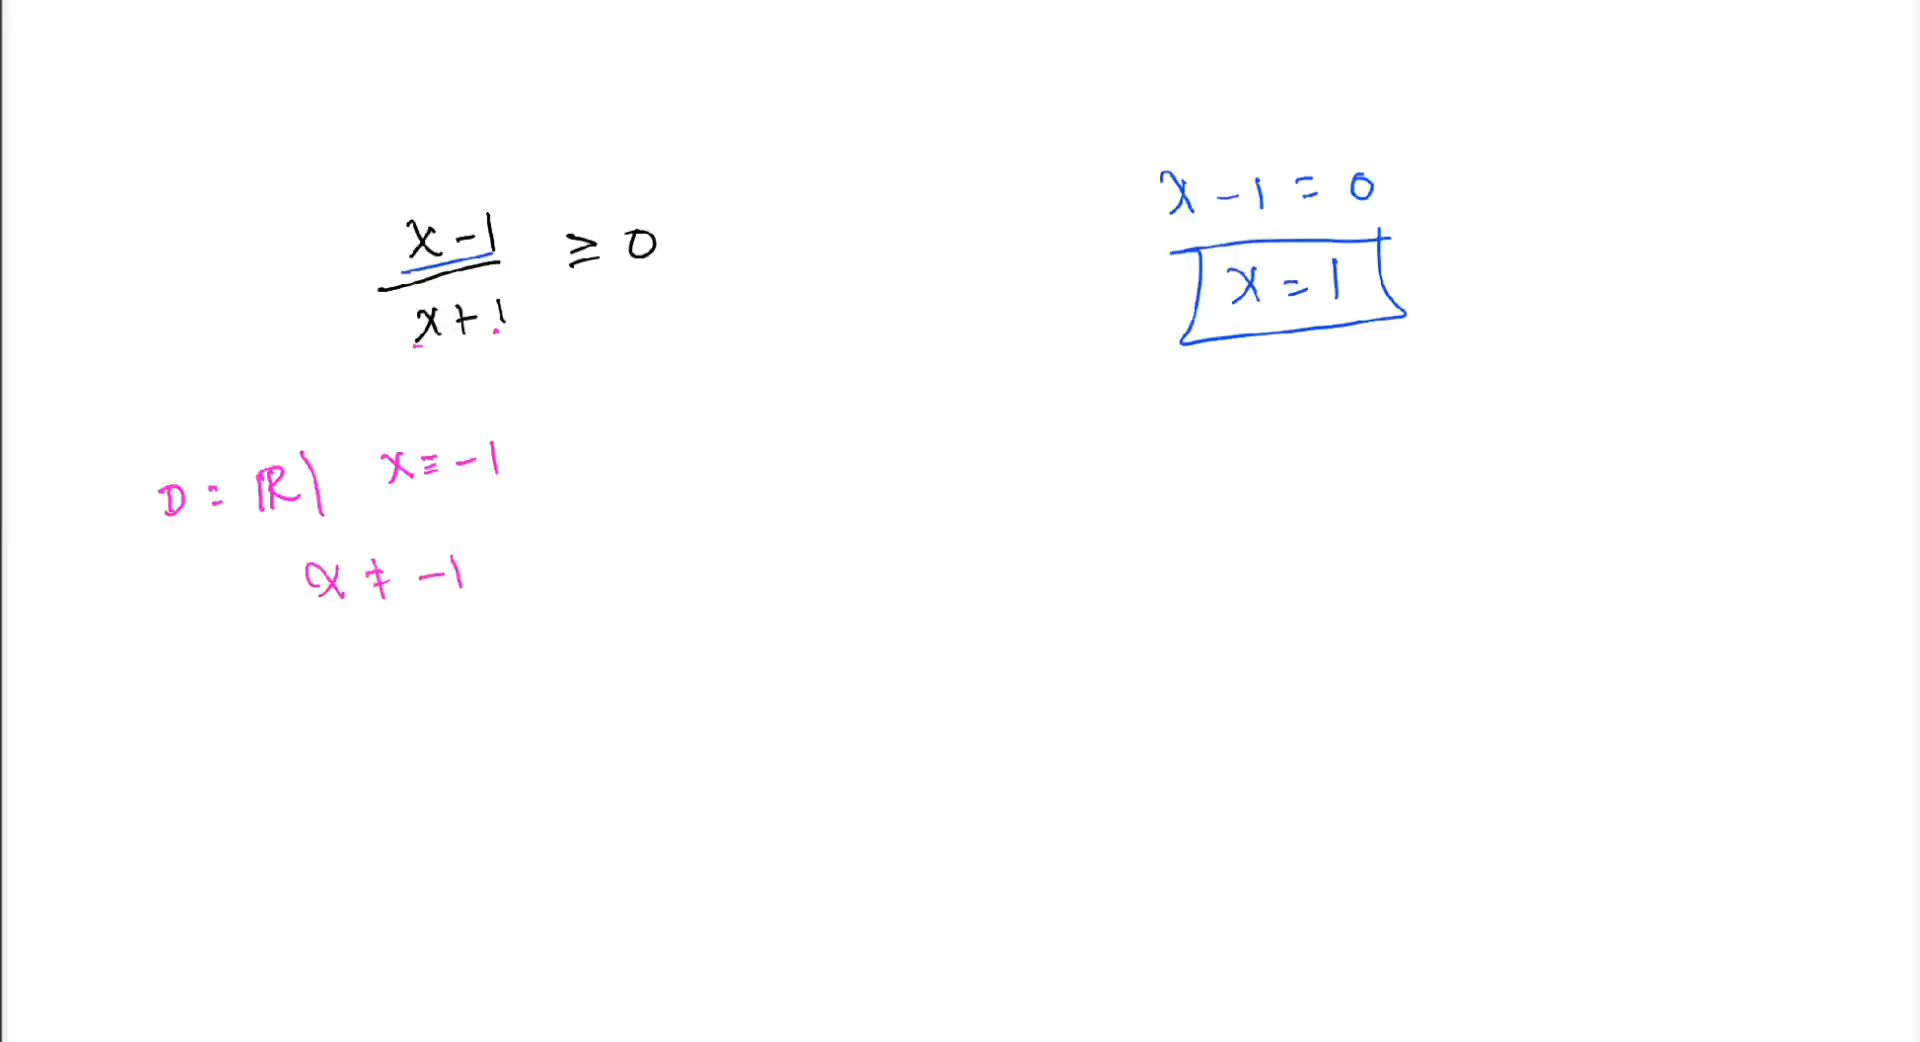 x-1
—— ≥ 0
x+1
x-1=0
x=1
D = ℝ\ x=-1
x ≠ -1